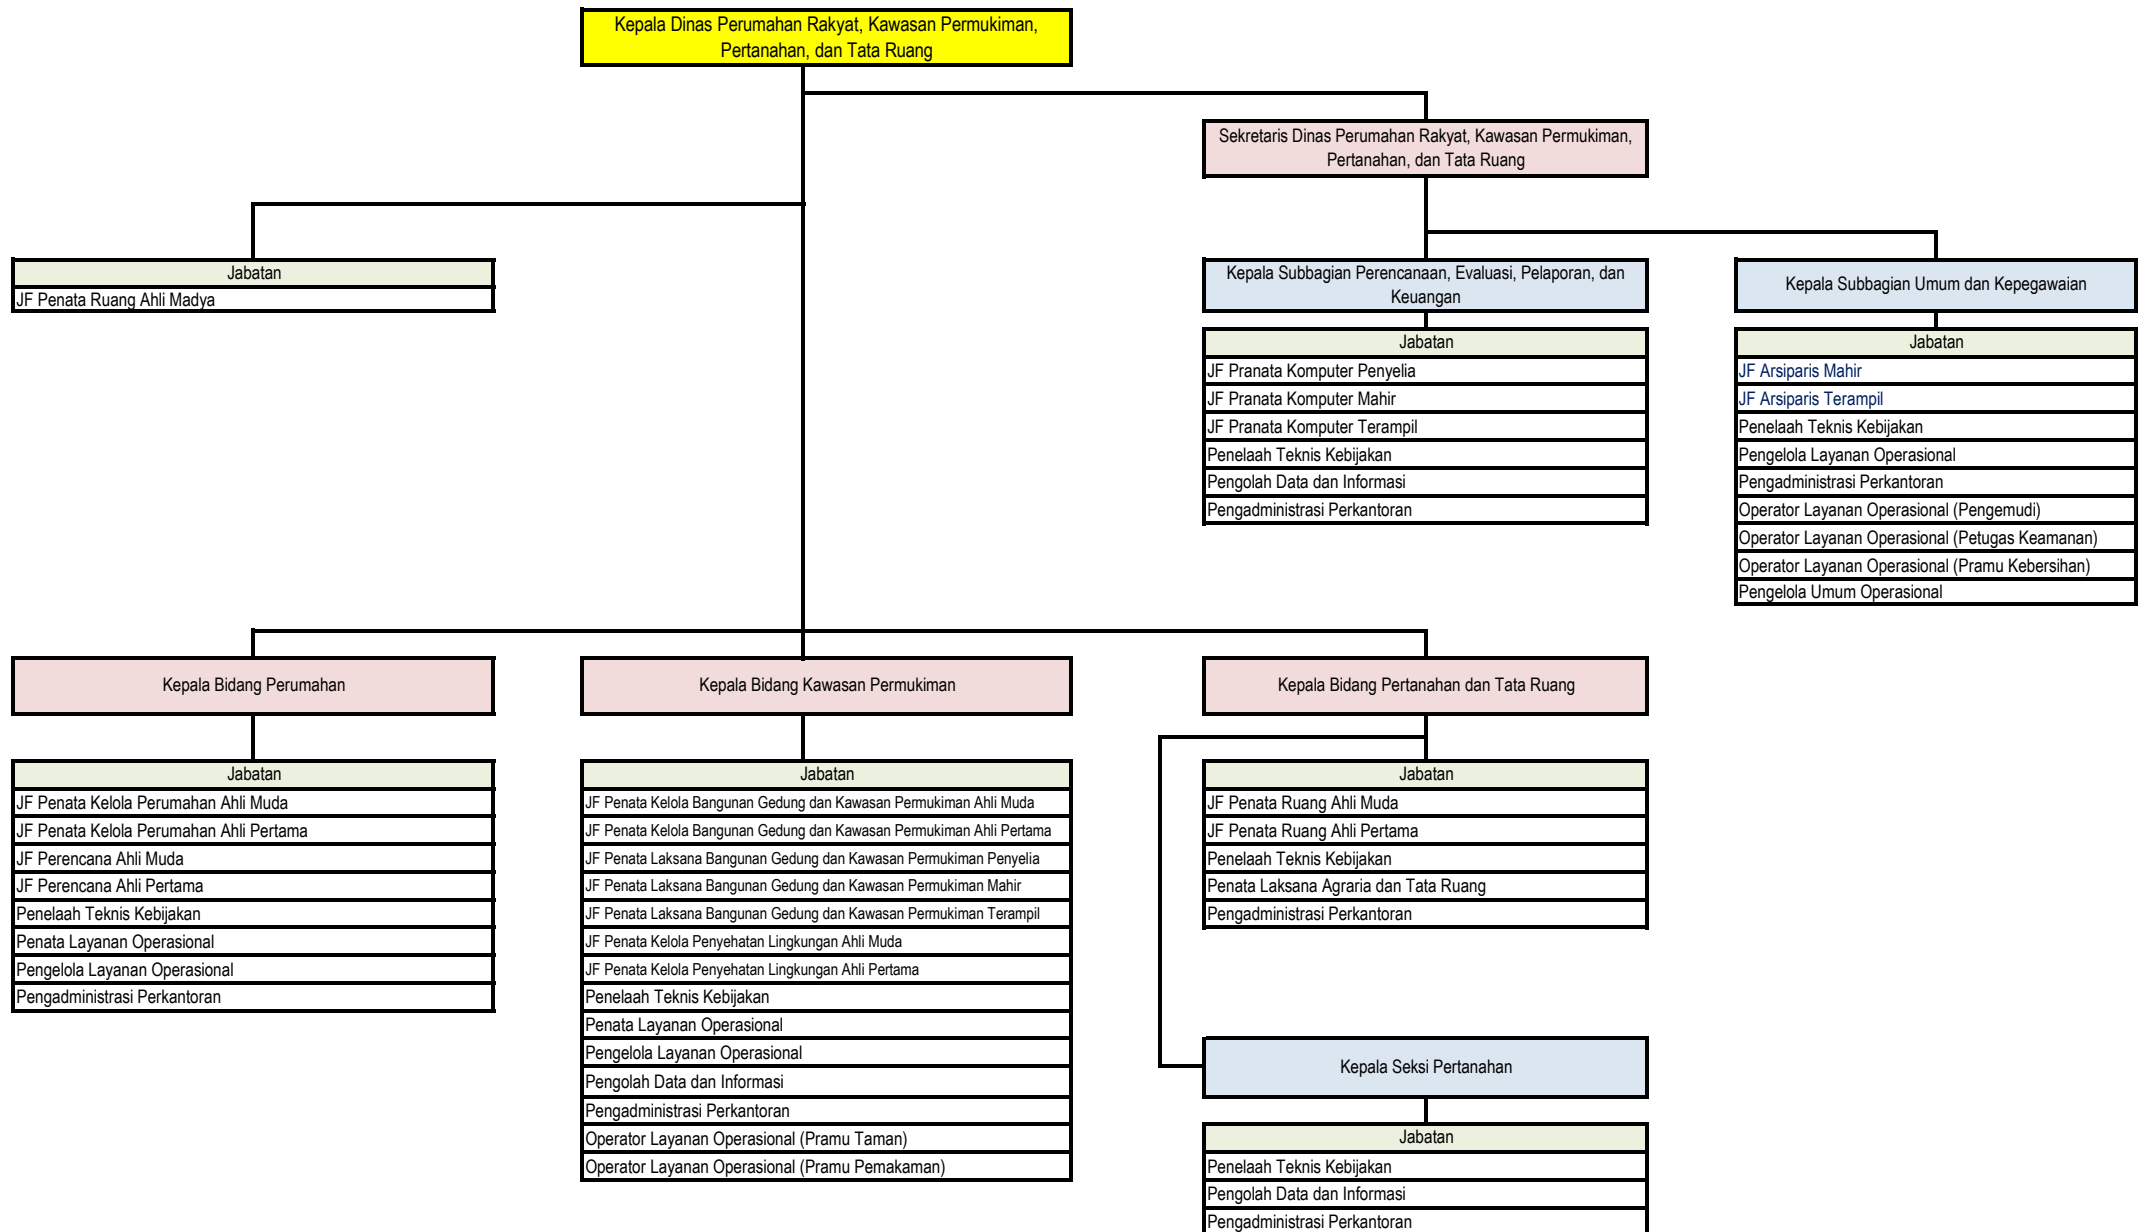 Kepala Dinas Perumahan Rakyat, Kawasan Permukiman,
Pertanahan, dan Tata Ruang
Sekretaris Dinas Perumahan Rakyat, Kawasan Permukiman,
Pertanahan, dan Tata Ruang
Jabatan
JF Penata Ruang Ahli Madya
Kepala Subbagian Perencanaan, Evaluasi, Pelaporan, dan
Keuangan
Jabatan
JF Pranata Komputer Penyelia
JF Pranata Komputer Mahir
JF Pranata Komputer Terampil
Penelaah Teknis Kebijakan
Pengolah Data dan Informasi
Pengadministrasi Perkantoran
Kepala Subbagian Umum dan Kepegawaian
Jabatan
JF Arsiparis Mahir
JF Arsiparis Terampil
Penelaah Teknis Kebijakan
Pengelola Layanan Operasional
Pengadministrasi Perkantoran
Operator Layanan Operasional (Pengemudi)
Operator Layanan Operasional (Petugas Keamanan)
Operator Layanan Operasional (Pramu Kebersihan)
Pengelola Umum Operasional
Kepala Bidang Perumahan
Jabatan
JF Penata Kelola Perumahan Ahli Muda
JF Penata Kelola Perumahan Ahli Pertama
JF Perencana Ahli Muda
JF Perencana Ahli Pertama
Penelaah Teknis Kebijakan
Penata Layanan Operasional
Pengelola Layanan Operasional
Pengadministrasi Perkantoran
Kepala Bidang Kawasan Permukiman
Jabatan
JF Penata Kelola Bangunan Gedung dan Kawasan Permukiman Ahli Muda
JF Penata Kelola Bangunan Gedung dan Kawasan Permukiman Ahli Pertama
JF Penata Laksana Bangunan Gedung dan Kawasan Permukiman Penyelia
JF Penata Laksana Bangunan Gedung dan Kawasan Permukiman Mahir
JF Penata Laksana Bangunan Gedung dan Kawasan Permukiman Terampil
JF Penata Kelola Penyehatan Lingkungan Ahli Muda
JF Penata Kelola Penyehatan Lingkungan Ahli Pertama
Penelaah Teknis Kebijakan
Penata Layanan Operasional
Pengelola Layanan Operasional
Pengolah Data dan Informasi
Pengadministrasi Perkantoran
Operator Layanan Operasional (Pramu Taman)
Operator Layanan Operasional (Pramu Pemakaman)
Kepala Bidang Pertanahan dan Tata Ruang
Jabatan
JF Penata Ruang Ahli Muda
JF Penata Ruang Ahli Pertama
Penelaah Teknis Kebijakan
Penata Laksana Agraria dan Tata Ruang
Pengadministrasi Perkantoran
Kepala Seksi Pertanahan
Jabatan
Penelaah Teknis Kebijakan
Pengolah Data dan Informasi
Pengadministrasi Perkantoran